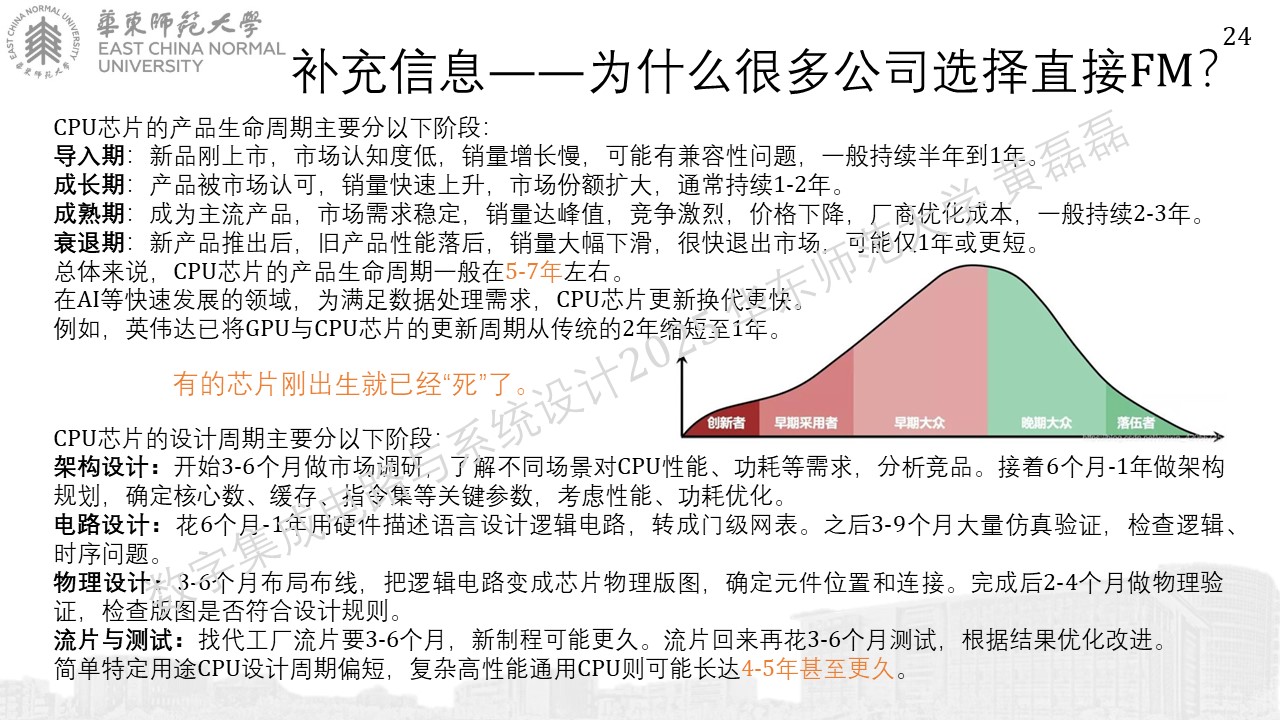 24
華東師范大學
EAST CHINA NORMAL
UNIVERSITY
补充信息——为什么很多公司选择直接FM？
CPU芯片的产品生命周期主要分以下阶段：
导入期：新品刚上市，市场认知度低，销量增长慢，可能有兼容性问题，一般持续半年到1年。
成长期：产品被市场认可，销量快速上升，市场份额扩大，通常持续1-2年。
成熟期：成为主流产品，市场需求稳定，销量达峰值，竞争激烈，价格下降，厂商优化成本，一般持续2-3年。
衰退期：新产品推出后，旧产品性能落后，销量大幅下滑，很快退出市场，可能仅1年或更短。
总体来说，CPU芯片的产品生命周期一般在5-7年左右。
在AI等快速发展的领域，为满足数据处理需求，CPU芯片更新换代更快。
例如，英伟达已将GPU与CPU芯片的更新周期从传统的2年缩短至1年。
有的芯片刚出生就已经“死”了。
创新者 早期采用者 早期大众 晚期大众 落伍者
CPU芯片的设计周期主要分以下阶段：
架构设计：开始3-6个月做市场调研，了解不同场景对CPU性能、功耗等需求，分析竞品。接着6个月-1年做架构
规划，确定核心数、缓存、指令集等关键参数，考虑性能、功耗优化。
电路设计：花6个月-1年用硬件描述语言设计逻辑电路，转成门级网表。之后3-9个月大量仿真验证，检查逻辑、
时序问题。
物理设计：3-6个月布局布线，把逻辑电路变成芯片物理版图，确定元件位置和连接。完成后2-4个月做物理验
证，检查版图是否符合设计规则。
流片与测试：找代工厂流片要3-6个月，新制程可能更久。流片回来再花3-6个月测试，根据结果优化改进。
简单特定用途CPU设计周期偏短，复杂高性能通用CPU则可能长达4-5年甚至更久。
数字集成电路与系统设计2025 华东师范大学 黄磊磊